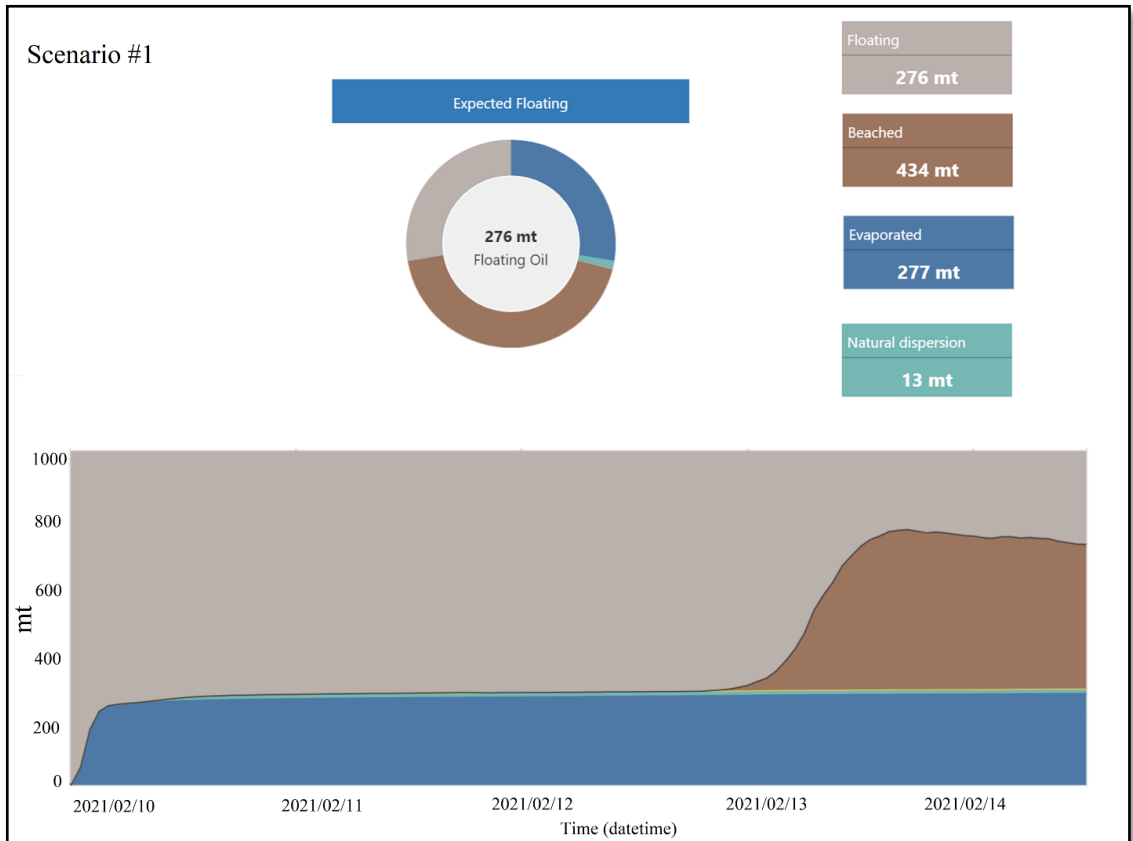 Scenario #1
Expected Floating
276 mt
Floating Oil
Floating
276 mt
Beached
434 mt
Evaporated
277 mt
Natural dispersion
13 mt
1000
800
600
400
200
0
mt
2021/02/10
2021/02/11
2021/02/12
2021/02/13
2021/02/14
Time (datetime)